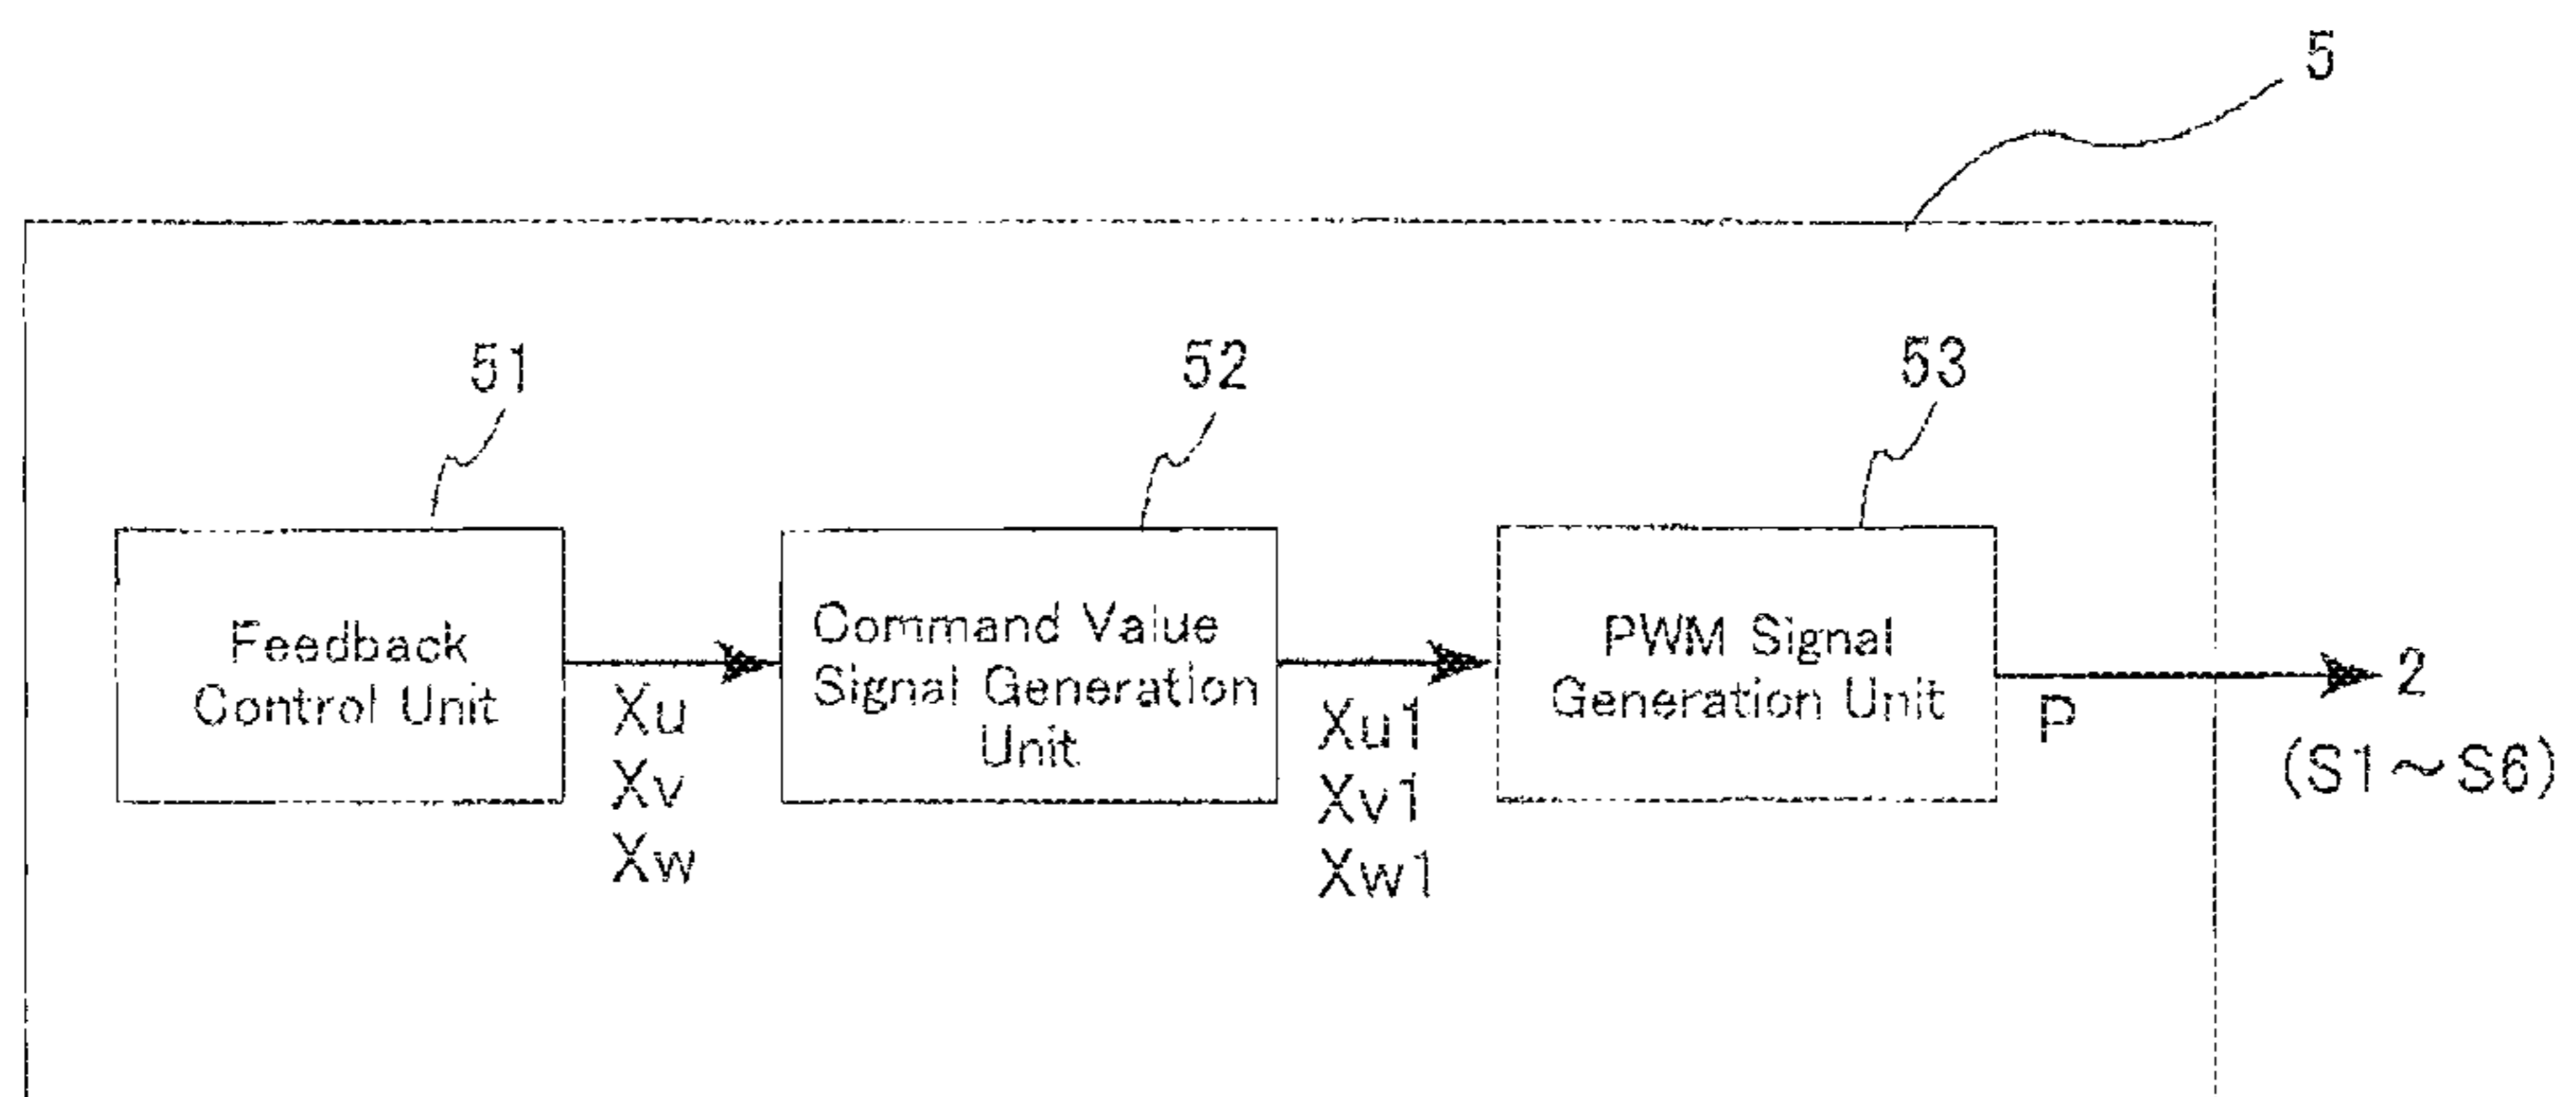 5
51
52
53
Feedback
Control Unit
Xu
Xv
Xw
Command Value
Signal Generation
Unit
Xu1
Xv1
Xw1
PWM Signal
Generation Unit
P
2
(S1～S6)